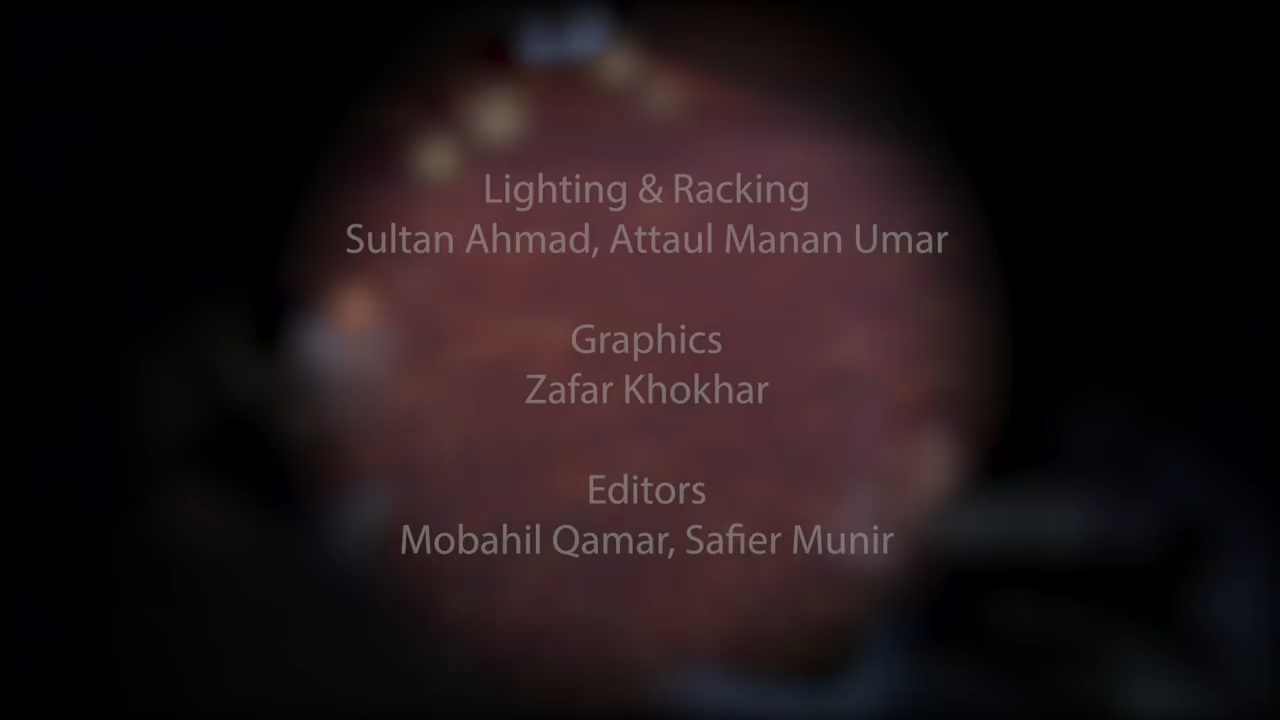 Lighting & Racking
Sultan Ahmad, Attaul Manan Umar
Graphics
Zafar Khokhar
Editors
Mobahil Qamar, Safier Munir